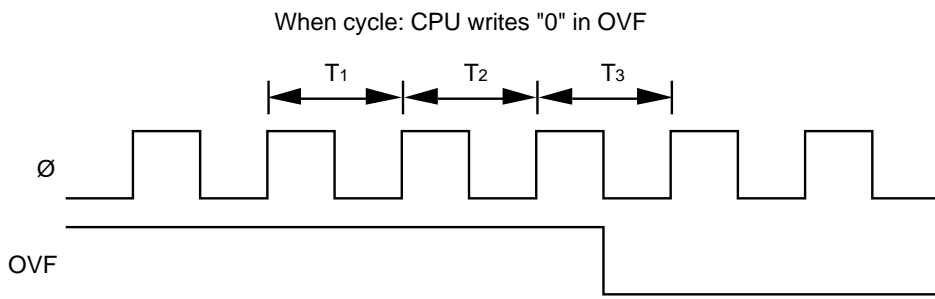 When cycle: CPU writes "0" in OVF
T1 T2 T3
Ø
OVF